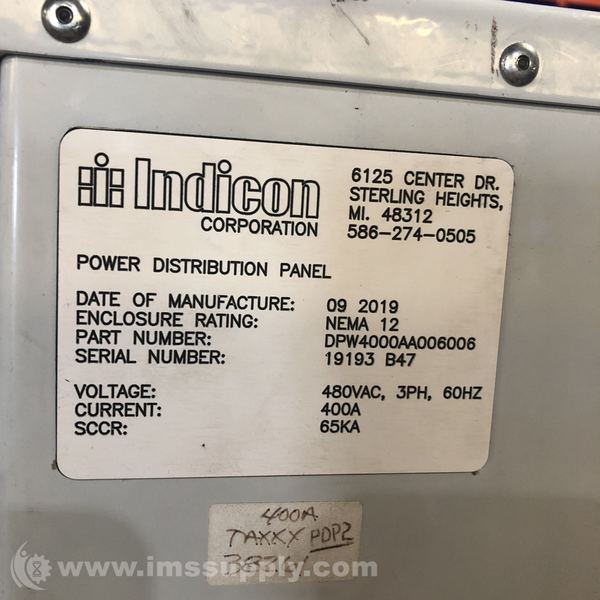 Indicon
CORPORATION
6125 CENTER DR.
STERLING HEIGHTS,
MI. 48312
586-274-0505
POWER DISTRIBUTION PANEL
DATE OF MANUFACTURE: 09 2019
ENCLOSURE RATING: NEMA 12
PART NUMBER: DPW4000AA006006
SERIAL NUMBER: 19193 B47
VOLTAGE: 480VAC, 3PH, 60HZ
CURRENT: 400A
SCCR: 65KA
400A
TAXXX PDP2
www.imssupply.com